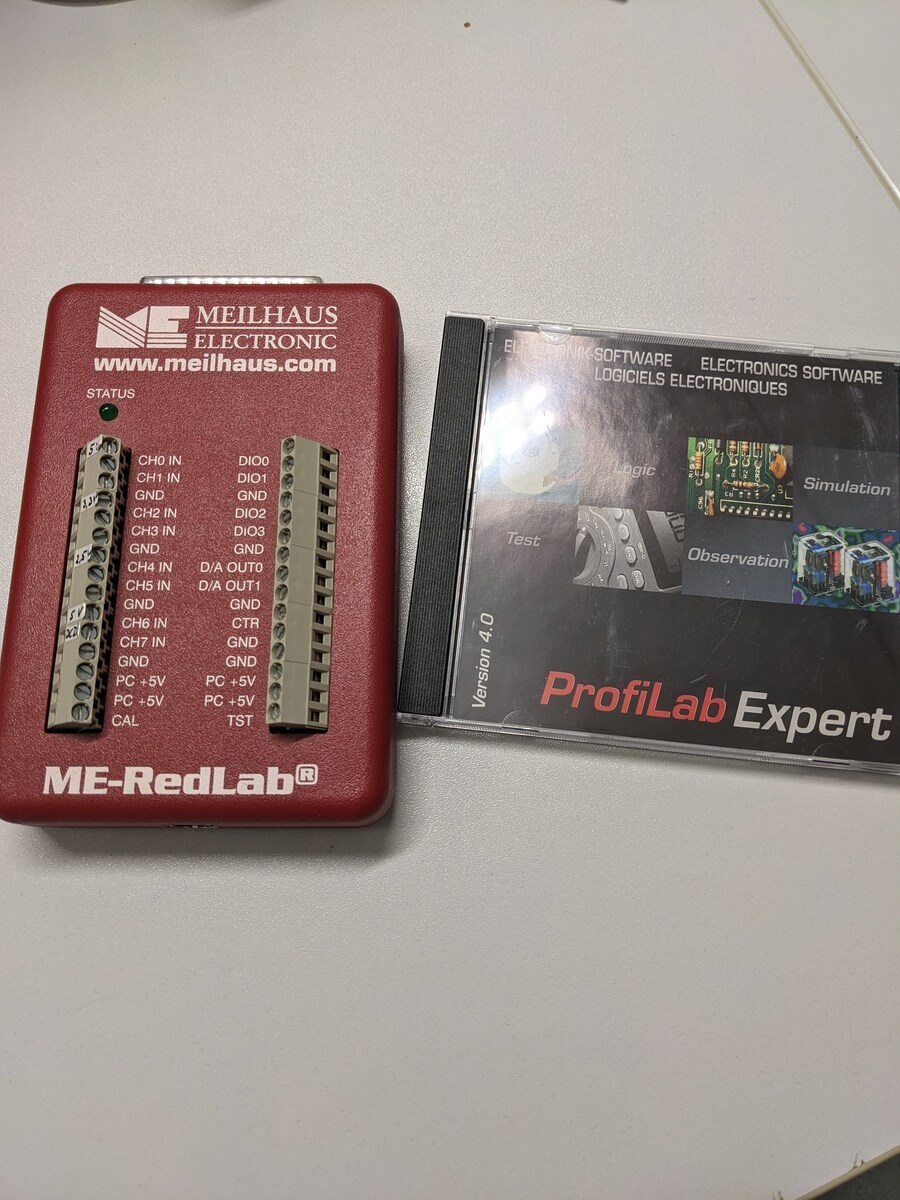 MEILHAUS
ELECTRONIC
www.meilhaus.com
STATUS
CH0 IN DIO0
CH1 IN DIO1
GND GND
CH2 IN DIO2
CH3 IN DIO3
GND GND
CH4 IN D/A OUT0
CH5 IN D/A OUT1
GND GND
CH6 IN CTR
CH7 IN GND
GND GND
PC +5V PC +5V
PC +5V PC +5V
CAL TST
ME-RedLab®
ELECTRONICS SOFTWARE
LOGICIELS ELECTRONIQUES
Logic
Simulation
Test
Observation
Version 4.0
ProfiLab Expert